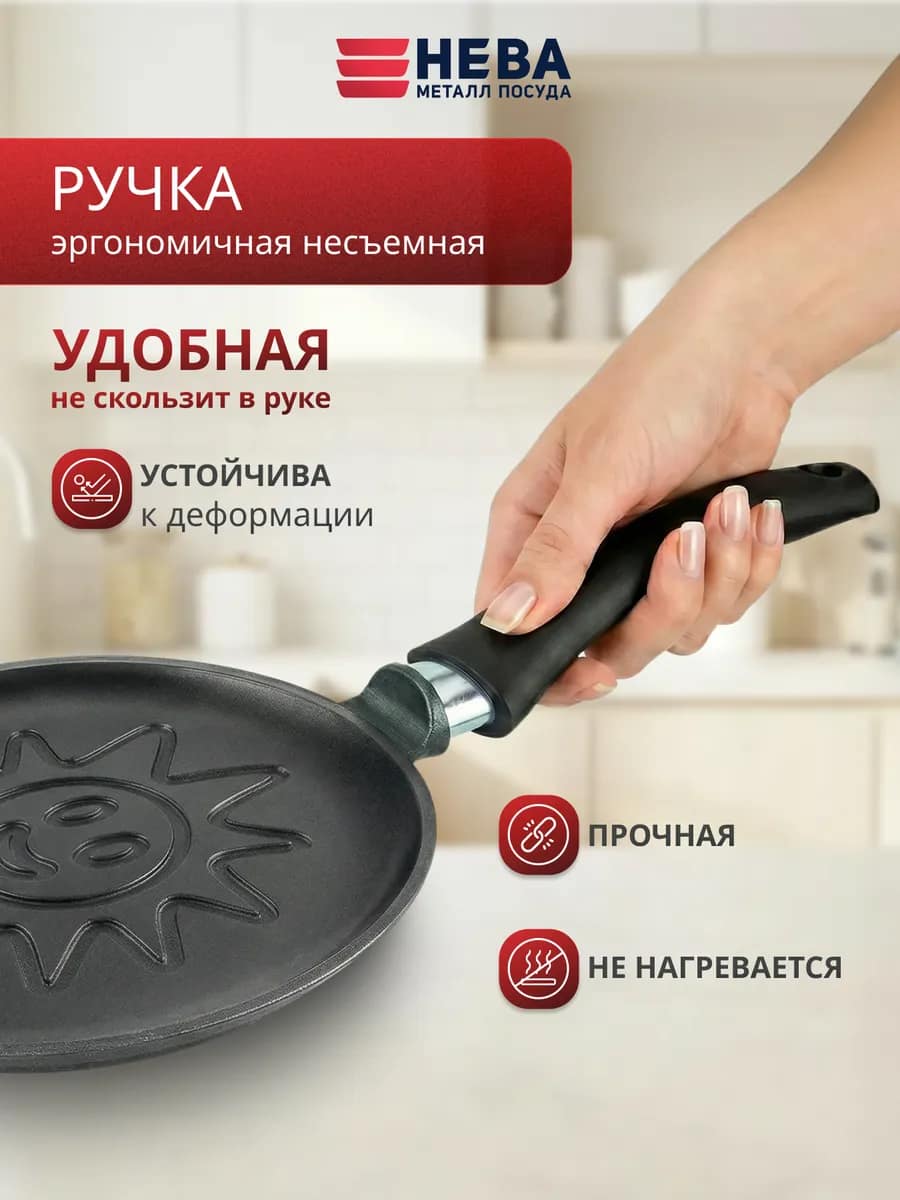 НЕВА
МЕТАЛЛ ПОСУДА
РУЧКА
эргономичная несъемная
УДОБНАЯ
не скользит в руке
УСТОЙЧИВА
к деформации
ПРОЧНАЯ
НЕ НАГРЕВАЕТСЯ